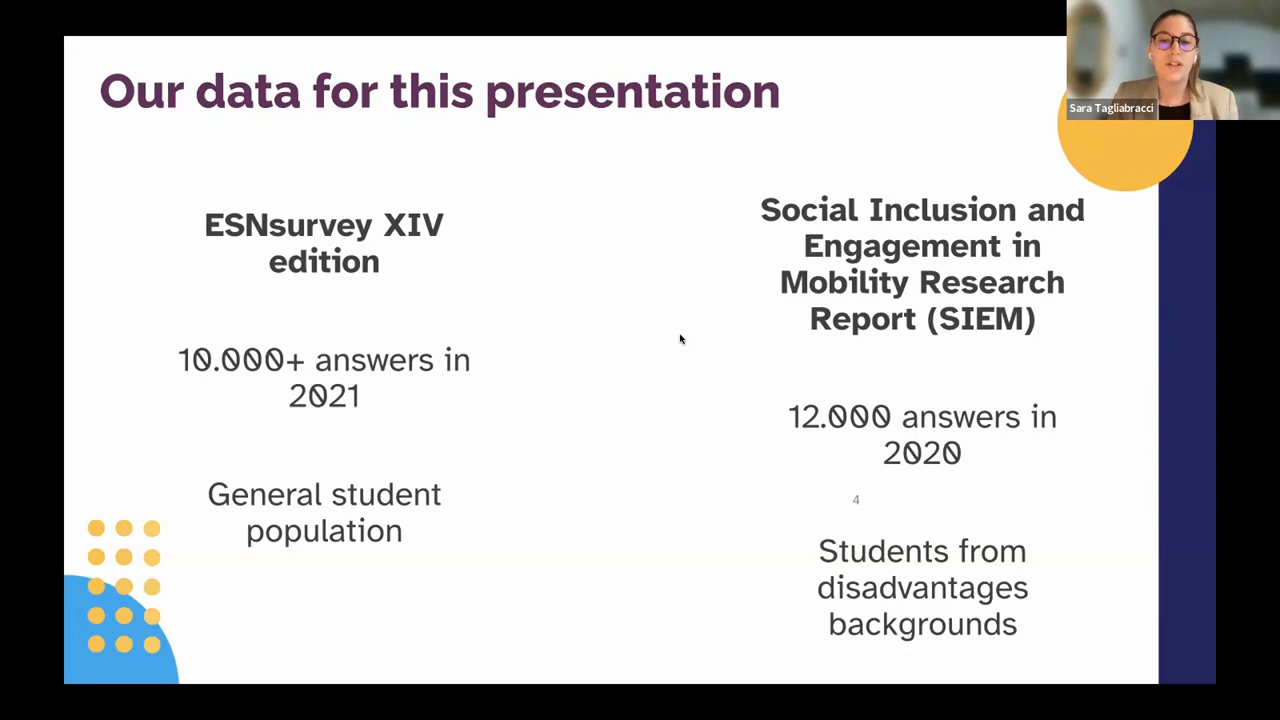 Our data for this presentation
Sara Tagliabracci
ESNsurvey XIV
edition
10.000+ answers in
2021
General student
population
Social Inclusion and
Engagement in
Mobility Research
Report (SIEM)
12.000 answers in
2020
4
Students from
disadvantages
backgrounds